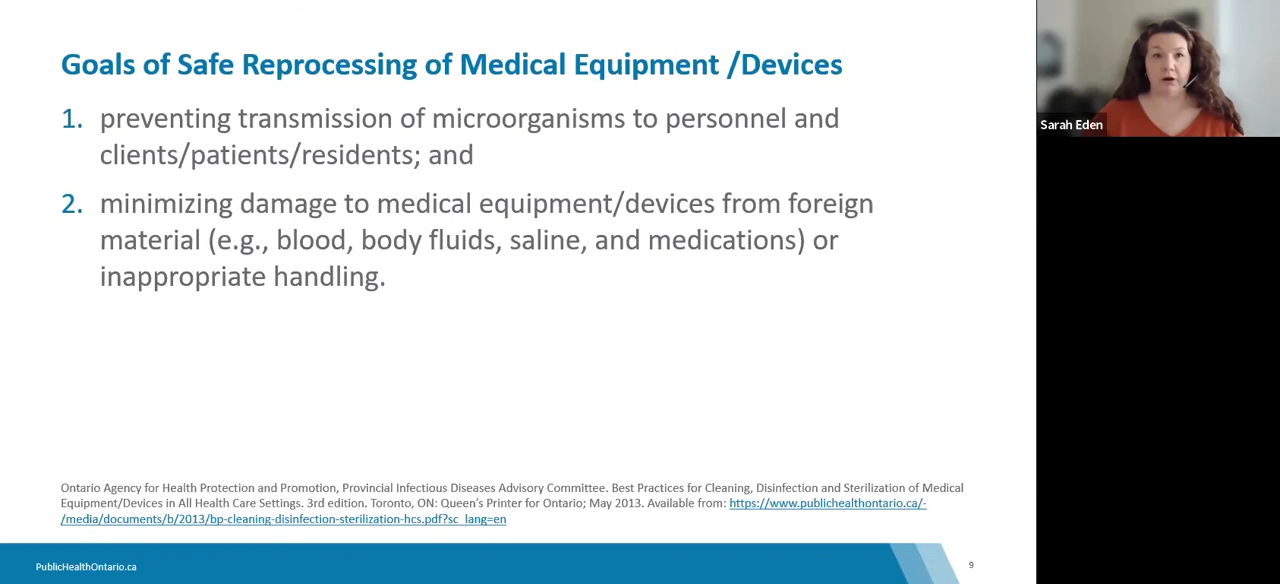 Goals of Safe Reprocessing of Medical Equipment /Devices
1. preventing transmission of microorganisms to personnel and
clients/patients/residents; and
2. minimizing damage to medical equipment/devices from foreign
material (e.g., blood, body fluids, saline, and medications) or
inappropriate handling.
Ontario Agency for Health Protection and Promotion, Provincial Infectious Diseases Advisory Committee. Best Practices for Cleaning, Disinfection and Sterilization of Medical
Equipment/Devices in All Health Care Settings. 3rd edition. Toronto, ON: Queen's Printer for Ontario; May 2013. Available from: https://www.publichealthontario.ca/-
/media/documents/b/2013/bp-cleaning-disinfection-sterilization-hcs.pdf?sc_lang=en
PublicHealthOntario.ca
9
Sarah Eden